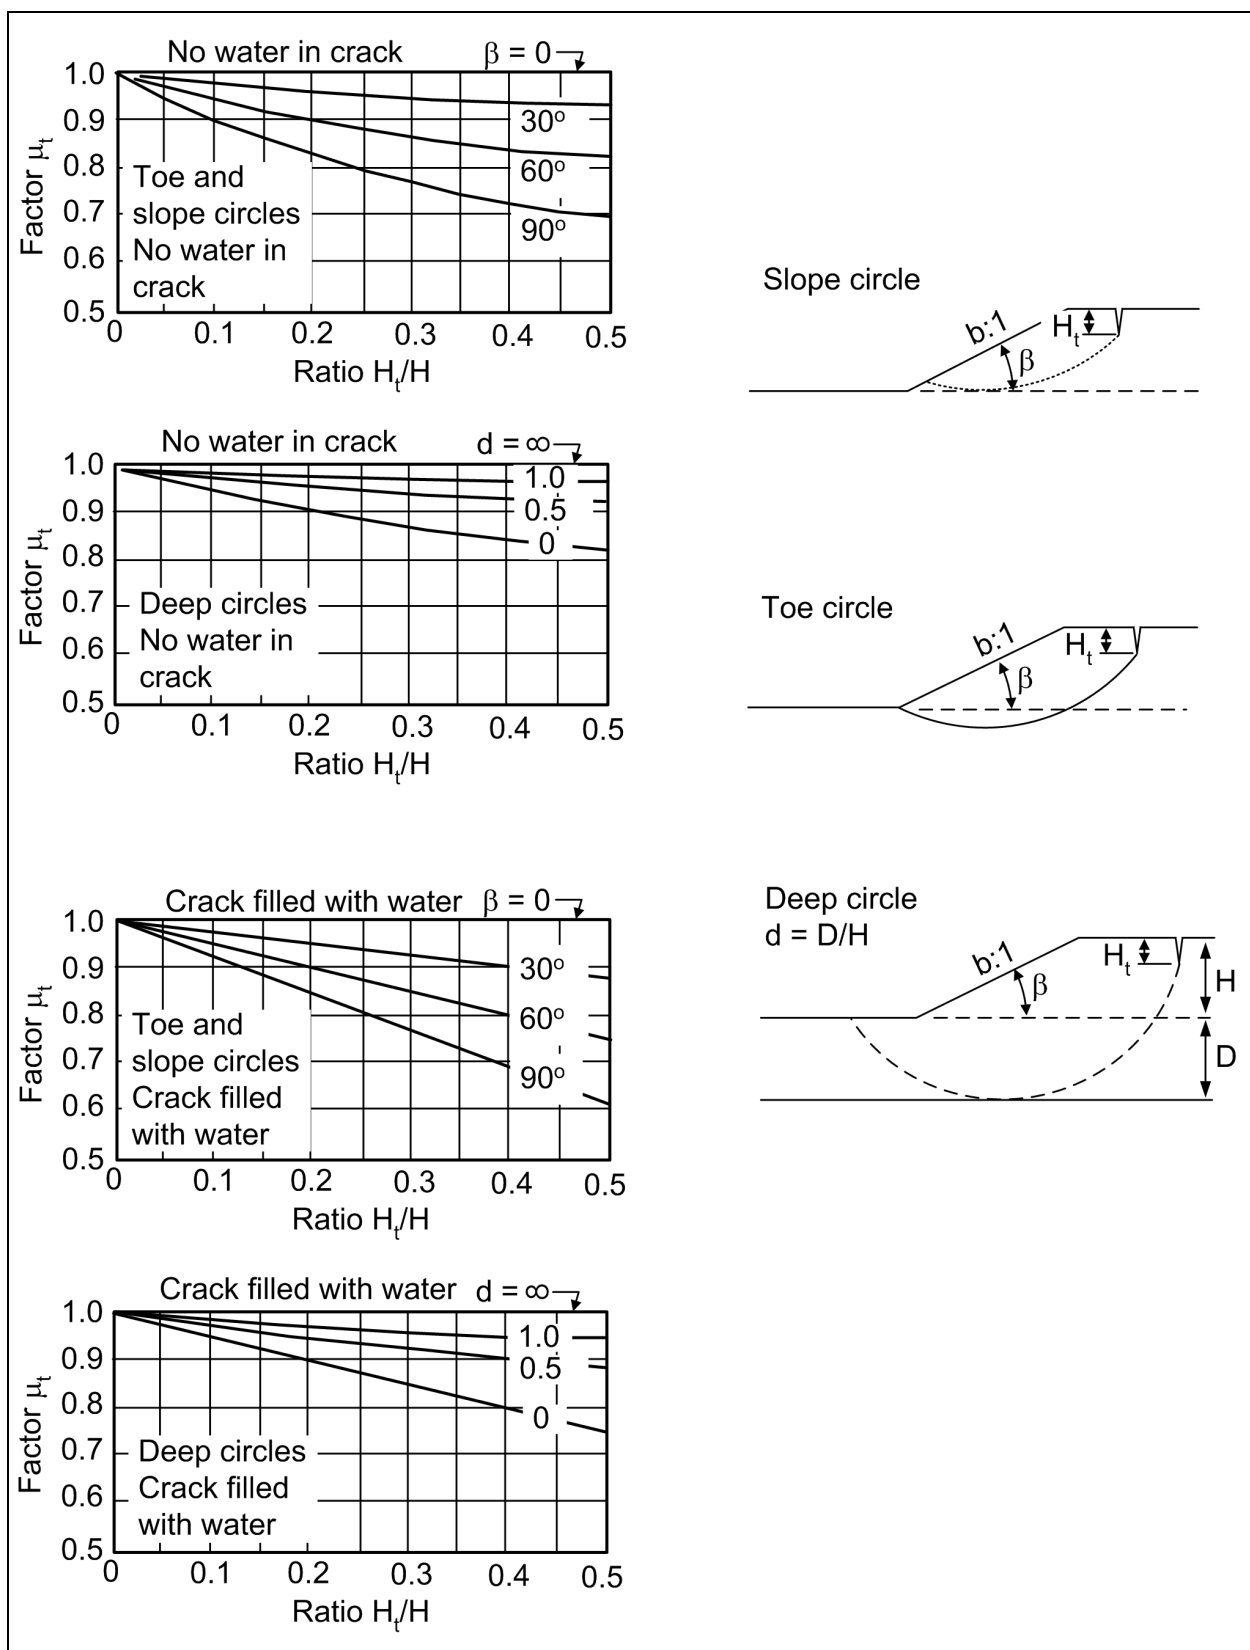 No water in crack
β = 0
1.0
0.9
0.8
0.7
0.6
0.5
Factor μt
30º
60º
90º
Toe and
slope circles
No water in
crack
0 0.1 0.2 0.3 0.4 0.5
Ratio Ht/H
No water in crack
d = ∞
1.0
0.9
0.8
0.7
0.6
0.5
Factor μt
1.0
0.5
0
Deep circles
No water in
crack
0 0.1 0.2 0.3 0.4 0.5
Ratio Ht/H
Crack filled with water
β = 0
1.0
0.9
0.8
0.7
0.6
0.5
Factor μt
30º
60º
90º
Toe and
slope circles
Crack filled
with water
0 0.1 0.2 0.3 0.4 0.5
Ratio Ht/H
Crack filled with water
d = ∞
1.0
0.9
0.8
0.7
0.6
0.5
Factor μt
1.0
0.5
0
Deep circles
Crack filled
with water
0 0.1 0.2 0.3 0.4 0.5
Ratio Ht/H
Slope circle
b:1
Ht
β
Toe circle
b:1
Ht
β
Deep circle
d = D/H
b:1
Ht
β
H
D